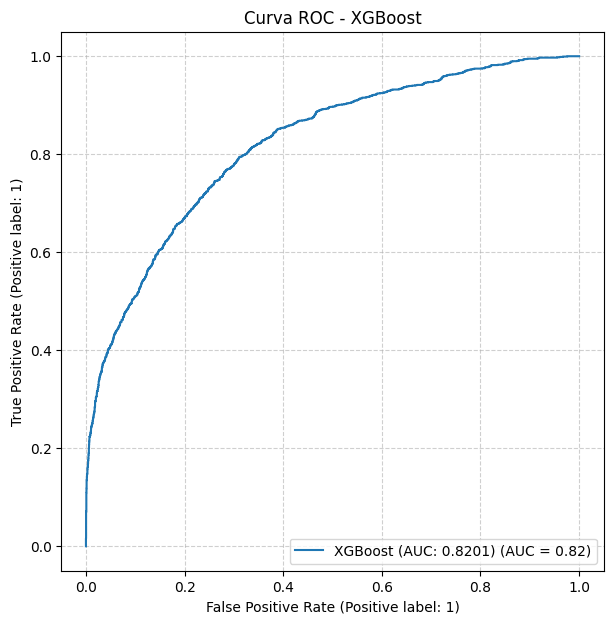 Curva ROC - XGBoost
True Positive Rate (Positive label: 1)
1.0
0.8
0.6
0.4
0.2
0.0
0.0 0.2 0.4 0.6 0.8 1.0
False Positive Rate (Positive label: 1)
XGBoost (AUC: 0.8201) (AUC = 0.82)